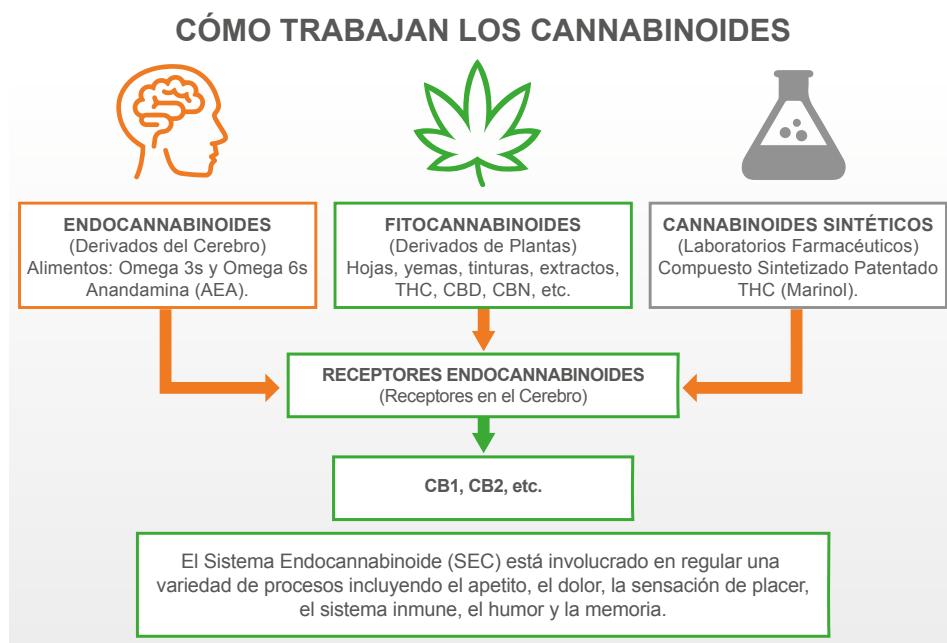 CÓMO TRABAJAN LOS CANNABINOIDES
ENDOCANNABINOIDES
(Derivados del Cerebro)
Alimentos: Omega 3s y Omega 6s
Anandamina (AEA).
FITOCANNABINOIDES
(Derivados de Plantas)
Hojas, yemas, tinturas, extractos,
THC, CBD, CBN, etc.
CANNABINOIDES SINTÉTICOS
(Laboratorios Farmacéuticos)
Compuesto Sintetizado Patentado
THC (Marinol).
RECEPTORES ENDOCANNABINOIDES
(Receptores en el Cerebro)
CB1, CB2, etc.
El Sistema Endocannabinoide (SEC) está involucrado en regular una
variedad de procesos incluyendo el apetito, el dolor, la sensación de placer,
el sistema inmune, el humor y la memoria.